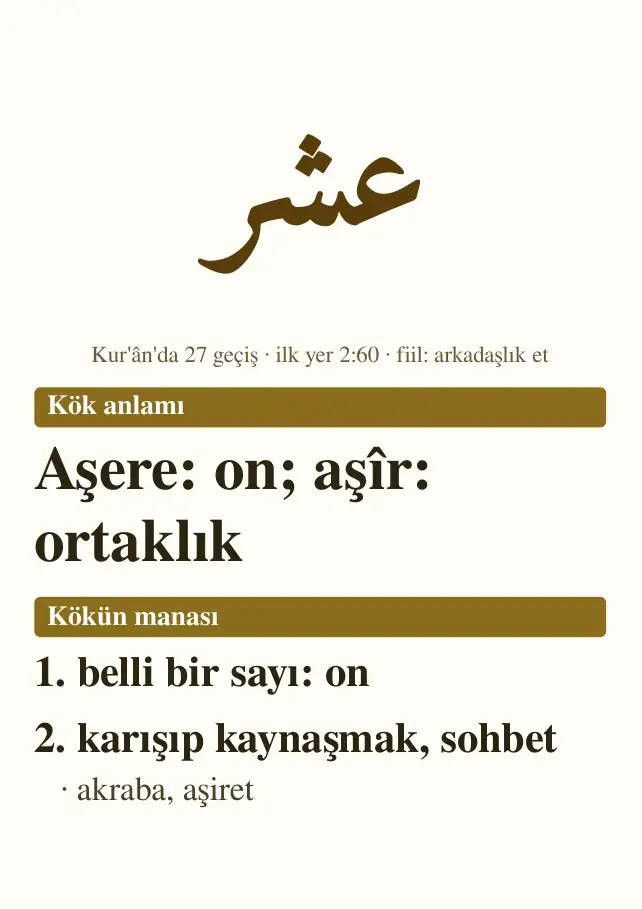 عشر
Kur'ân'da 27 geçiş · ilk yer 2:60 · fiil: arkadaşlık et
Kök anlamı
Aşere: on; aşîr:
ortaklık
Kökün manası
1. belli bir sayı: on
2. karışıp kaynaşmak, sohbet
· akraba, aşiret